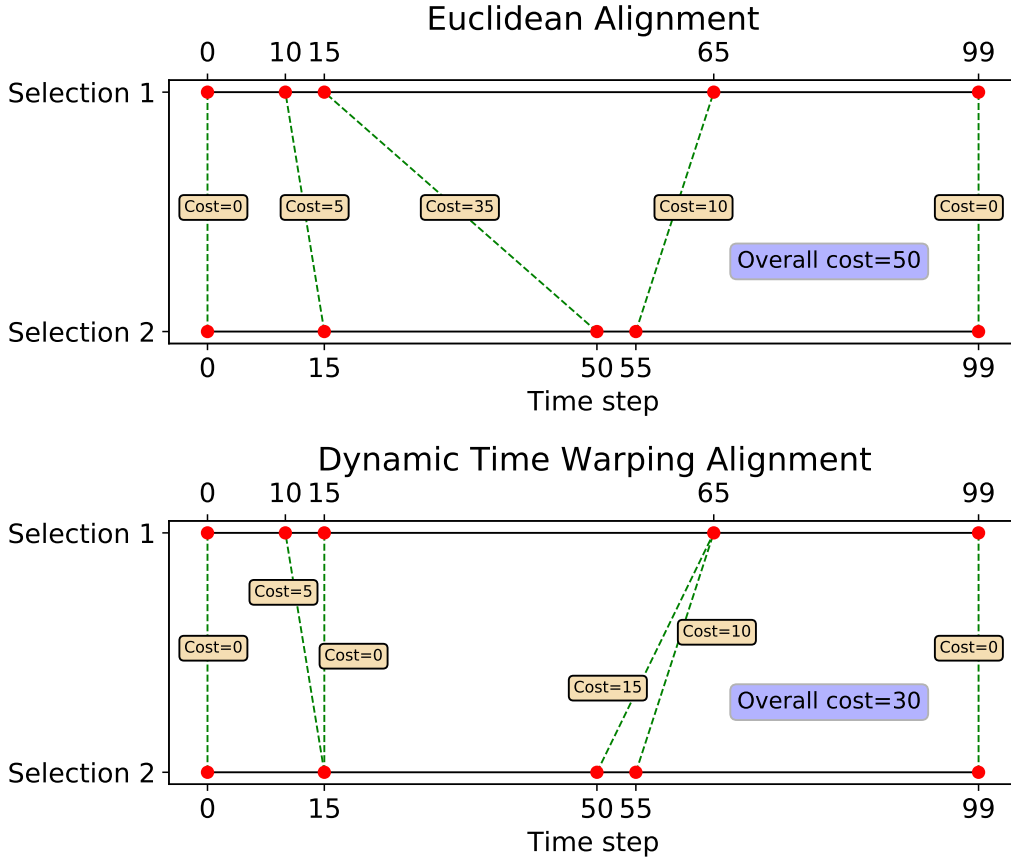 Euclidean Alignment
0 10 15 65 99
Selection 1
Cost=0 Cost=5 Cost=35 Cost=10 Cost=0
Overall cost=50
Selection 2
0 15 50 55 99
Time step
Dynamic Time Warping Alignment
0 10 15 65 99
Selection 1
Cost=5
Cost=10
Cost=0 Cost=0 Cost=0
Cost=15
Overall cost=30
Selection 2
0 15 50 55 99
Time step